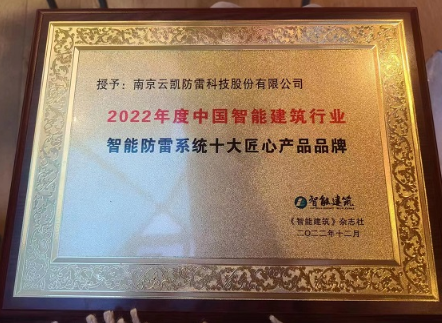 授予：南京云凯防雷科技股份有限公司
2022年度中国智能建筑行业
智能防雷系统十大匠心产品品牌
智能建筑
《智能建筑》杂志社
二〇二二年十二月